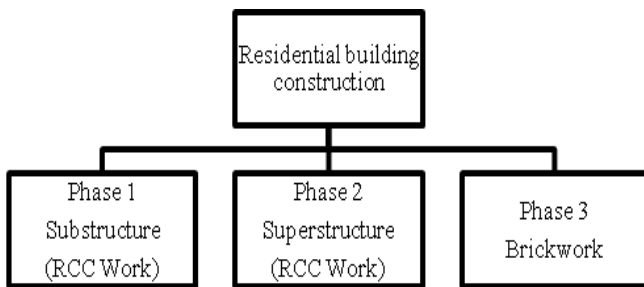 Residential building
construction
Phase 1
Substructure
(RCC Work)
Phase 2
Superstructure
(RCC Work)
Phase 3
Brickwork